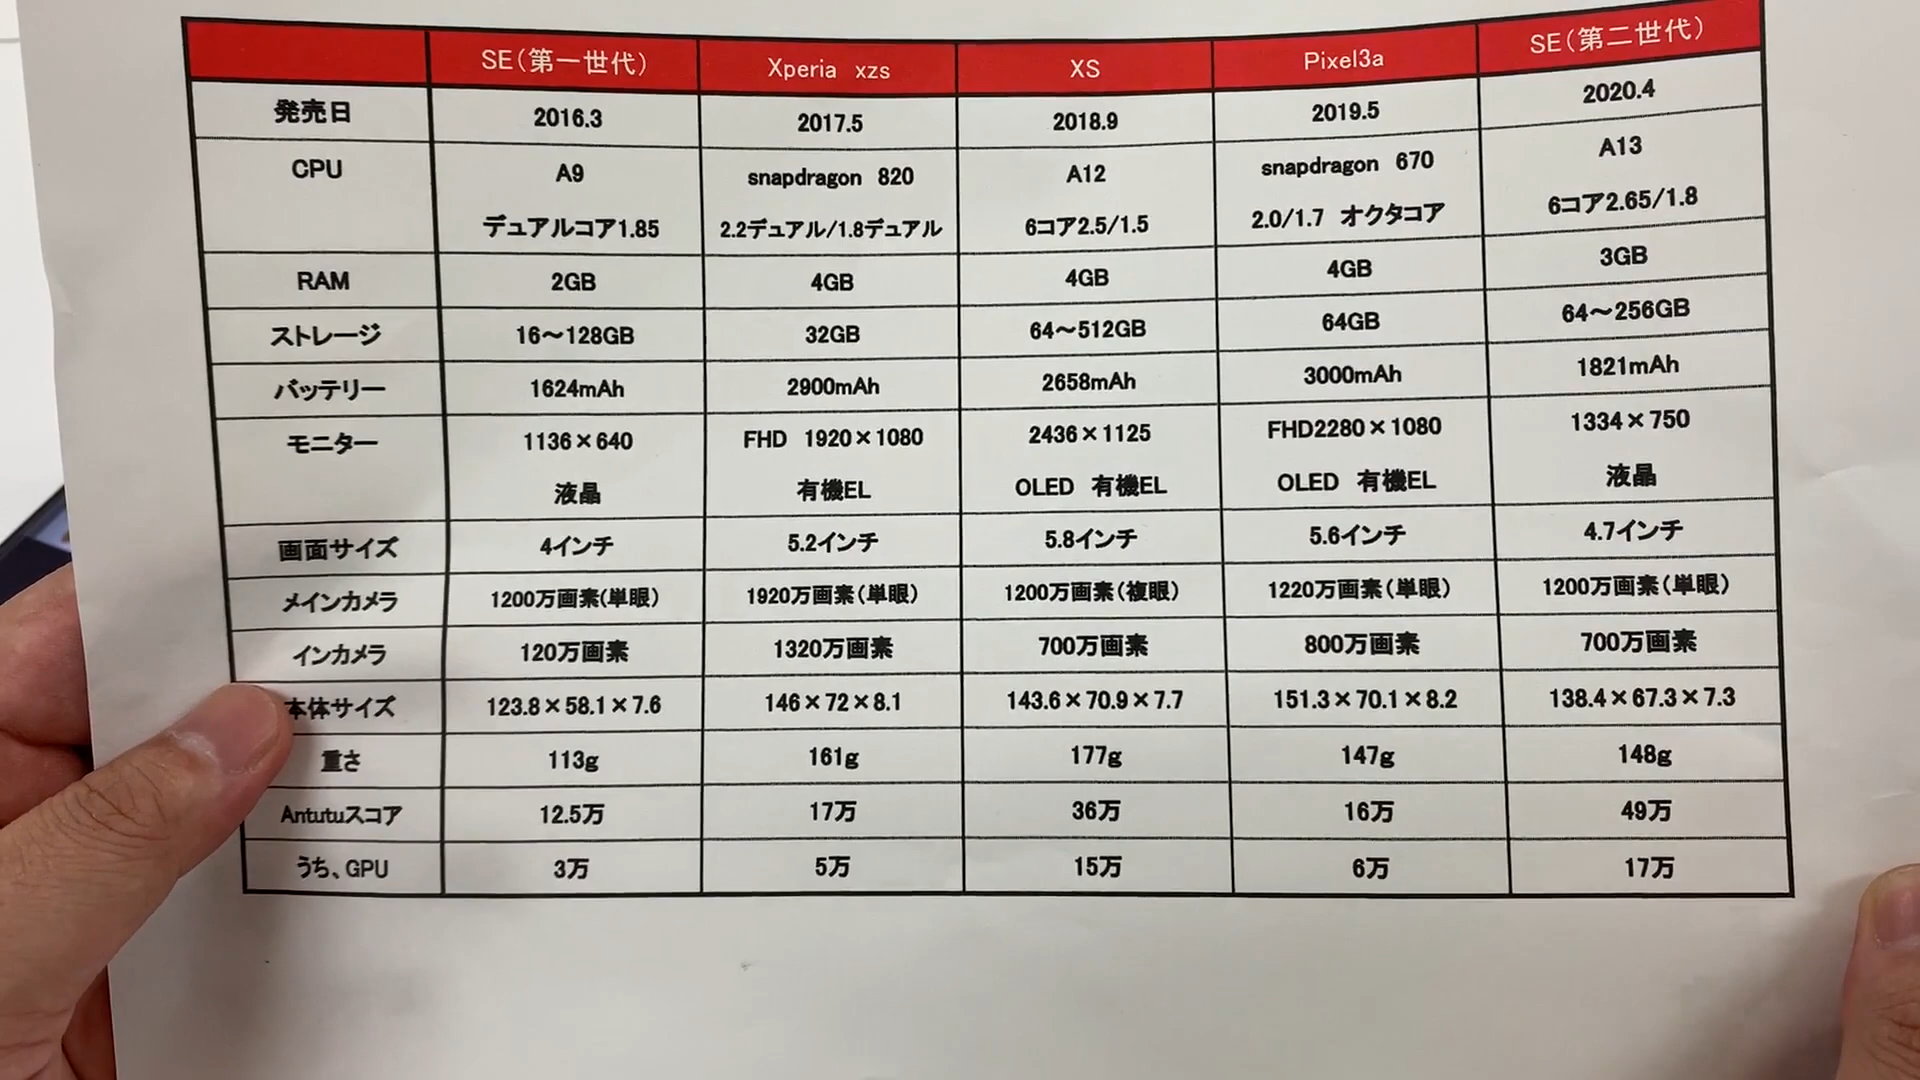 SE（第一世代） Xperia xzs XS Pixel3a SE（第二世代）
発売日 2016.3 2017.5 2018.9 2019.5 2020.4
CPU A9 snapdragon 820 A12 snapdragon 670 A13
デュアルコア1.85 2.2デュアル/1.8デュアル 6コア2.5/1.5 2.0/1.7 オクタコア 6コア2.65/1.8
RAM 2GB 4GB 4GB 4GB 3GB
ストレージ 16～128GB 32GB 64～512GB 64GB 64～256GB
バッテリー 1624mAh 2900mAh 2658mAh 3000mAh 1821mAh
モニター 1136×640 FHD 1920×1080 2436×1125 FHD2280×1080 1334×750
液晶 有機EL OLED 有機EL OLED 有機EL 液晶
画面サイズ 4インチ 5.2インチ 5.8インチ 5.6インチ 4.7インチ
メインカメラ 1200万画素(単眼） 1920万画素（単眼） 1200万画素（複眼） 1220万画素（単眼） 1200万画素（単眼）
インカメラ 120万画素 1320万画素 700万画素 800万画素 700万画素
本体サイズ 123.8×58.1×7.6 146×72×8.1 143.6×70.9×7.7 151.3×70.1×8.2 138.4×67.3×7.3
重さ 113g 161g 177g 147g 148g
Antutuスコア 12.5万 17万 36万 16万 49万
うち、GPU 3万 5万 15万 6万 17万